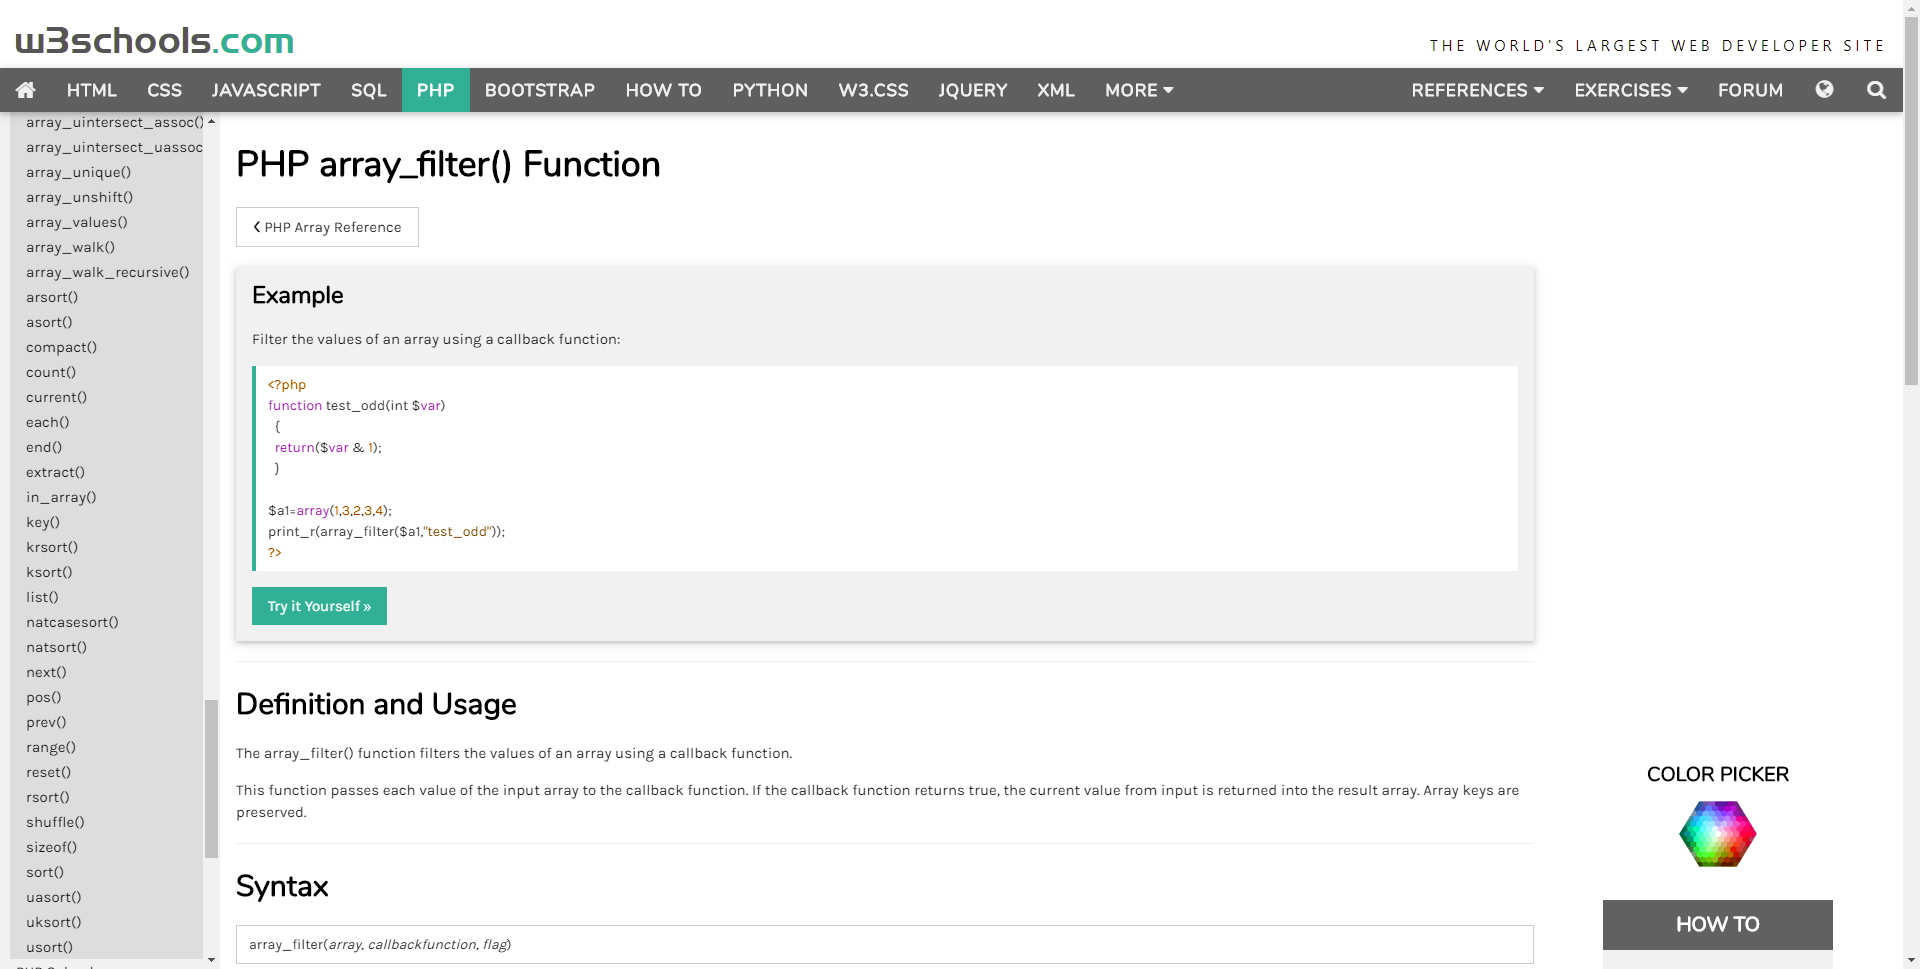 w3schools.com
THE WORLD'S LARGEST WEB DEVELOPER SITE
HTML CSS JAVASCRIPT SQL PHP BOOTSTRAP HOW TO PYTHON W3.CSS JQUERY XML MORE REFERENCES EXERCISES FORUM
array_uintersect_assoc()
array_uintersect_uassoc
array_unique()
array_unshift()
array_values()
array_walk()
array_walk_recursive()
arsort()
asort()
compact()
count()
current()
each()
end()
extract()
in_array()
key()
krsort()
ksort()
list()
natcasesort()
natsort()
next()
pos()
prev()
range()
reset()
rsort()
shuffle()
sizeof()
sort()
uasort()
uksort()
usort()
PHP array_filter() Function
❮ PHP Array Reference
Example
Filter the values of an array using a callback function:
<?php
function test_odd(int $var)
{
return($var & 1);
}
$a1=array(1,3,2,3,4);
print_r(array_filter($a1,"test_odd"));
?>
Try it Yourself »
Definition and Usage
The array_filter() function filters the values of an array using a callback function.
This function passes each value of the input array to the callback function. If the callback function returns true, the current value from input is returned into the result array. Array keys are
preserved.
Syntax
array_filter(array, callbackfunction, flag)
COLOR PICKER
HOW TO